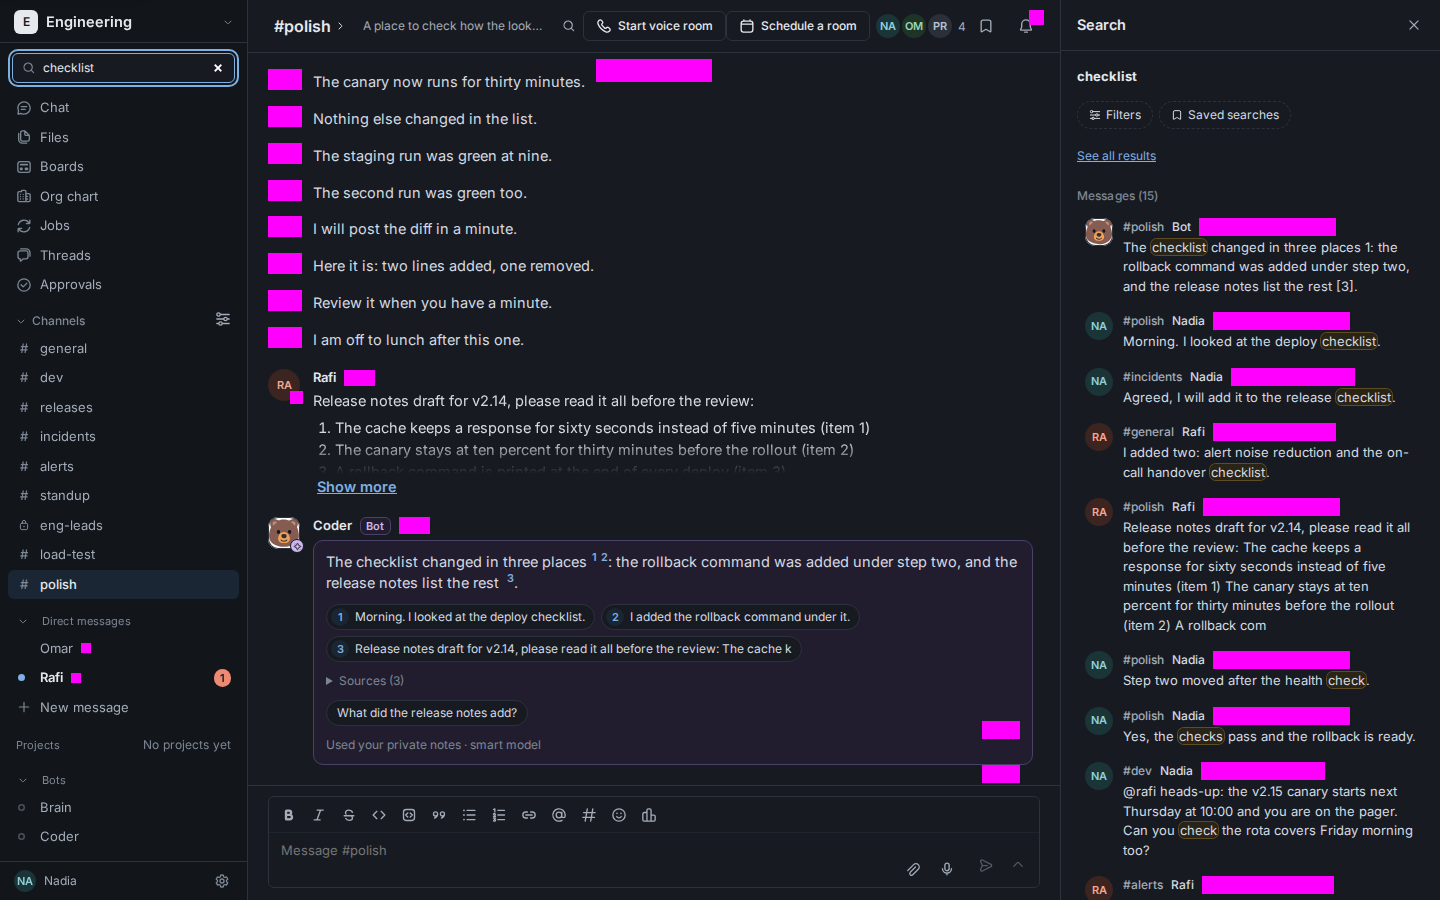 E Engineering
checklist
Chat
Files
Boards
Org chart
Jobs
Threads
Approvals
Channels
# general
# dev
# releases
# incidents
# alerts
# standup
eng-leads
# load-test
# polish
Direct messages
Omar
Rafi 1
New message
Projects No projects yet
Bots
Brain
Coder
NA Nadia
#polish
A place to check how the look...
Start voice room
Schedule a room
NA OM PR 4
The canary now runs for thirty minutes.
Nothing else changed in the list.
The staging run was green at nine.
The second run was green too.
I will post the diff in a minute.
Here it is: two lines added, one removed.
Review it when you have a minute.
I am off to lunch after this one.
RA Rafi
Release notes draft for v2.14, please read it all before the review:
1. The cache keeps a response for sixty seconds instead of five minutes (item 1)
2. The canary stays at ten percent for thirty minutes before the rollout (item 2)
3. A rollback command is printed at the end of every deploy (item 3)
Show more
Coder Bot
The checklist changed in three places 1 2: the rollback command was added under step two, and the
release notes list the rest 3.
1 Morning. I looked at the deploy checklist.
2 I added the rollback command under it.
3 Release notes draft for v2.14, please read it all before the review: The cache k
Sources (3)
What did the release notes add?
Used your private notes · smart model
Message #polish
Search
checklist
Filters
Saved searches
See all results
Messages (15)
#polish Bot
The checklist changed in three places 1: the
rollback command was added under step two,
and the release notes list the rest [3].
NA #polish Nadia
Morning. I looked at the deploy checklist.
NA #incidents Nadia
Agreed, I will add it to the release checklist.
RA #general Rafi
I added two: alert noise reduction and the on-
call handover checklist.
RA #polish Rafi
Release notes draft for v2.14, please read it all
before the review: The cache keeps a
response for sixty seconds instead of five
minutes (item 1) The canary stays at ten
percent for thirty minutes before the rollout
(item 2) A rollback com
NA #polish Nadia
Step two moved after the health check.
NA #polish Nadia
Yes, the checks pass and the rollback is ready.
NA #dev Nadia
@rafi heads-up: the v2.15 canary starts next
Thursday at 10:00 and you are on the pager.
Can you check the rota covers Friday morning
too?
RA #alerts Rafi